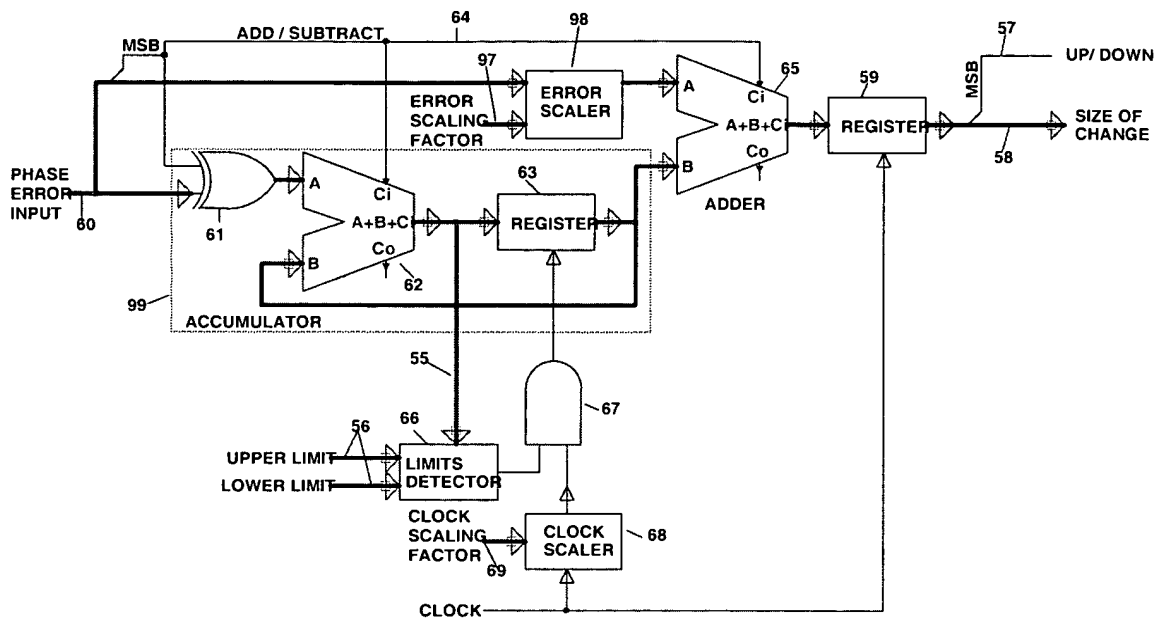 64
98
57
MSB
ADD / SUBTRACT
UP/ DOWN
97
65
59
MSB
A
Ci
ERROR
SCALING
FACTOR
ERROR
SCALER
A+B+Ci
REGISTER
SIZE OF
CHANGE
58
Co
B
PHASE
ERROR
INPUT
60
61
A
Ci
63
ADDER
A+B+C
REGISTER
Co
B
62
99
ACCUMULATOR
55
67
66
56
UPPER LIMIT
LOWER LIMIT
LIMITS
DETECTOR
CLOCK
SCALING
FACTOR
69
CLOCK
SCALER
68
CLOCK